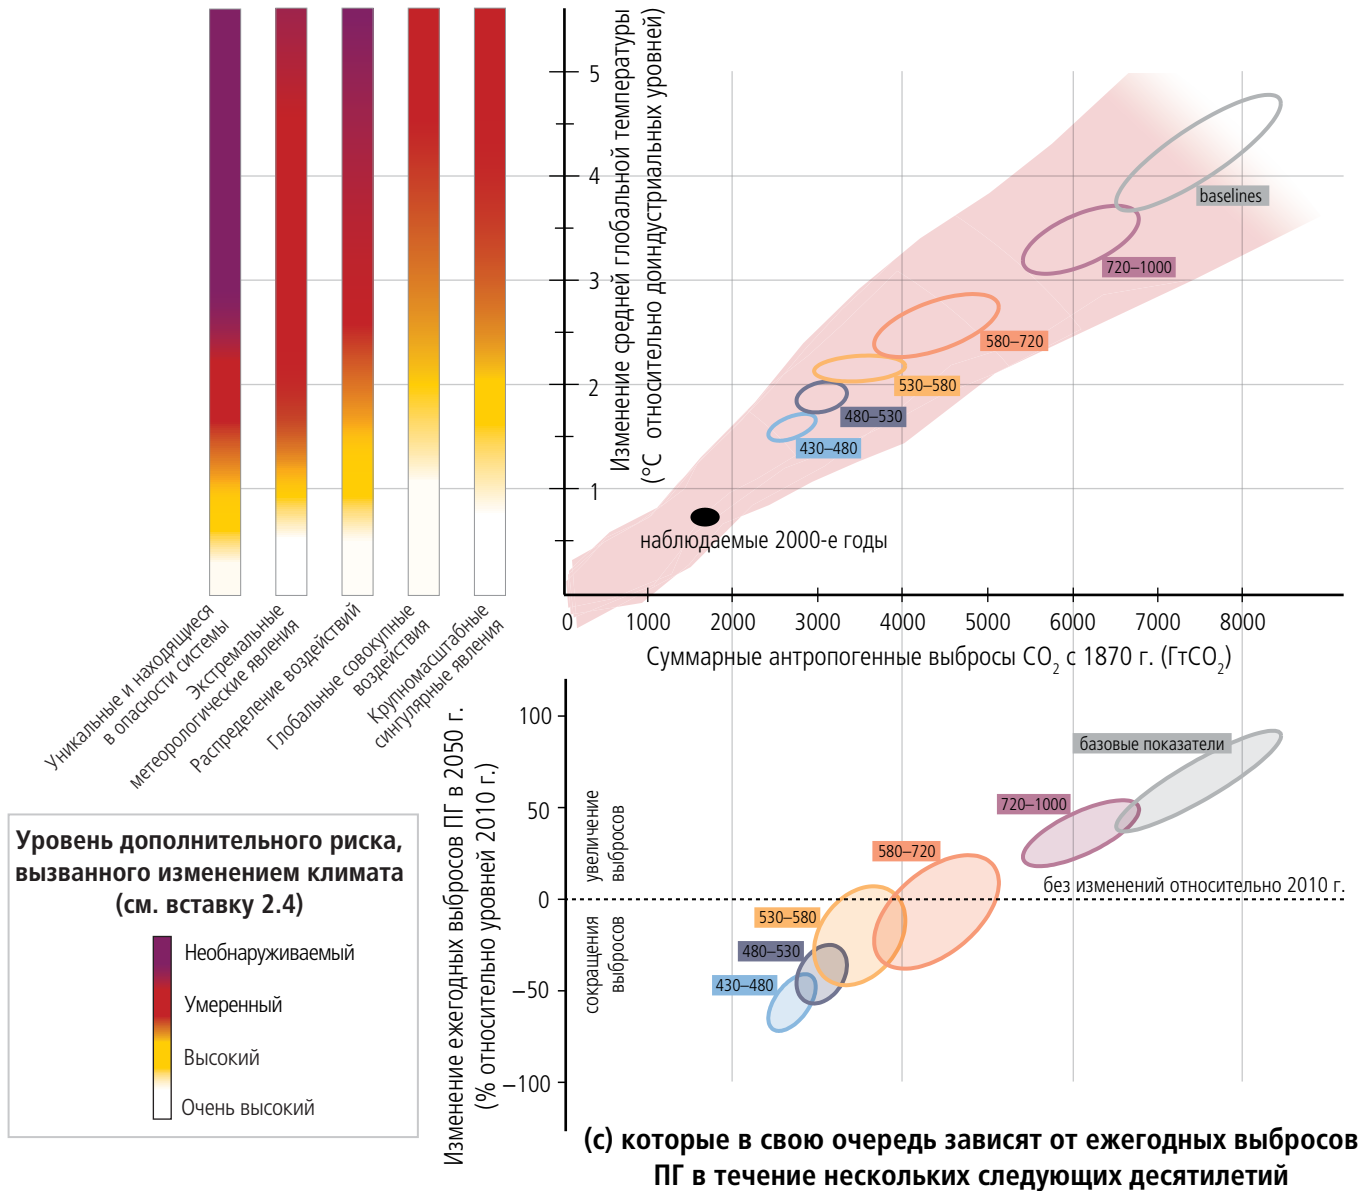 Изменение средней глобальной температуры
(°C относительно доиндустриальных уровней)
5
4
3
2
1
baselines
720–1000
580–720
530–580
480–530
430–480
наблюдаемые 2000-е годы
0 1000 2000 3000 4000 5000 6000 7000 8000
Суммарные антропогенные выбросы CO2 с 1870 г. (ГтCO2)
Уникальные и находящиеся
в опасности системы
Экстремальные
метеорологические явления
Распределение воздействий
Глобальные совокупные
воздействия
Крупномасштабные
сингулярные явления
Уровень дополнительного риска,
вызванного изменением климата
(см. вставку 2.4)
Необнаруживаемый
Умеренный
Высокий
Очень высокий
Изменение ежегодных выбросов ПГ в 2050 г.
(% относительно уровней 2010 г.)
100
50
0
−50
−100
увеличение
выбросов
сокращения
выбросов
базовые показатели
720–1000
580–720
без изменений относительно 2010 г.
530–580
480–530
430–480
(c) которые в свою очередь зависят от ежегодных выбросов
ПГ в течение нескольких следующих десятилетий